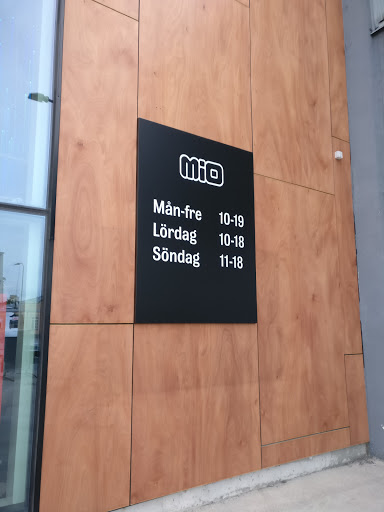 MiO
Mån-fre 10-19
Lördag 10-18
Söndag 11-18